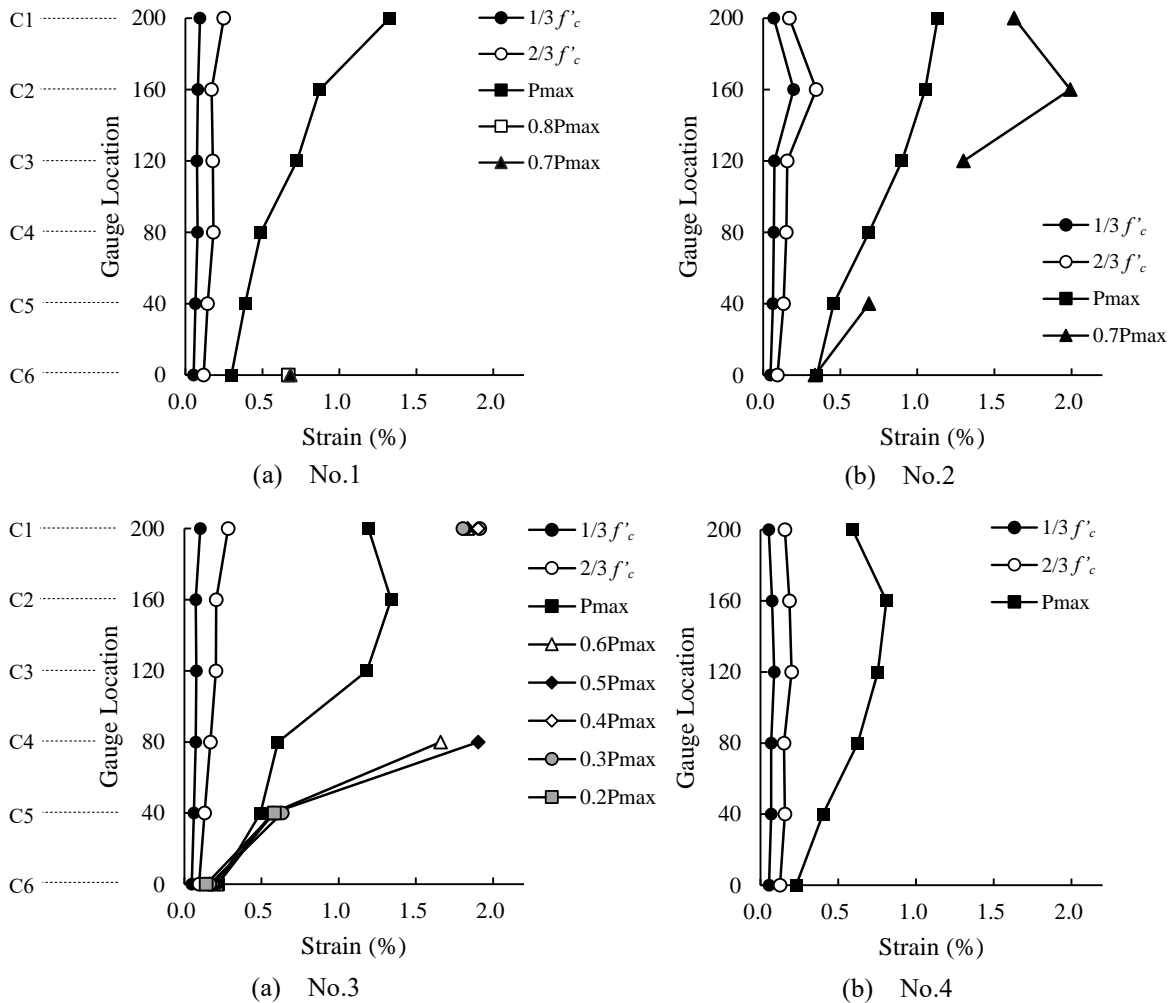 C1
C2
C3
C4
C5
C6
Gauge Location
200
160
120
80
40
0
0.0 0.5 1.0 1.5 2.0
Strain (%)
1/3 f'c
2/3 f'c
Pmax
0.8Pmax
0.7Pmax
(a) No.1
Gauge Location
200
160
120
80
40
0
0.0 0.5 1.0 1.5 2.0
Strain (%)
1/3 f'c
2/3 f'c
Pmax
0.7Pmax
(b) No.2
C1
C2
C3
C4
C5
C6
Gauge Location
200
160
120
80
40
0
0.0 0.5 1.0 1.5 2.0
Strain (%)
1/3 f'c
2/3 f'c
Pmax
0.6Pmax
0.5Pmax
0.4Pmax
0.3Pmax
0.2Pmax
(a) No.3
Gauge Location
200
160
120
80
40
0
0.0 0.5 1.0 1.5 2.0
Strain (%)
1/3 f'c
2/3 f'c
Pmax
(b) No.4